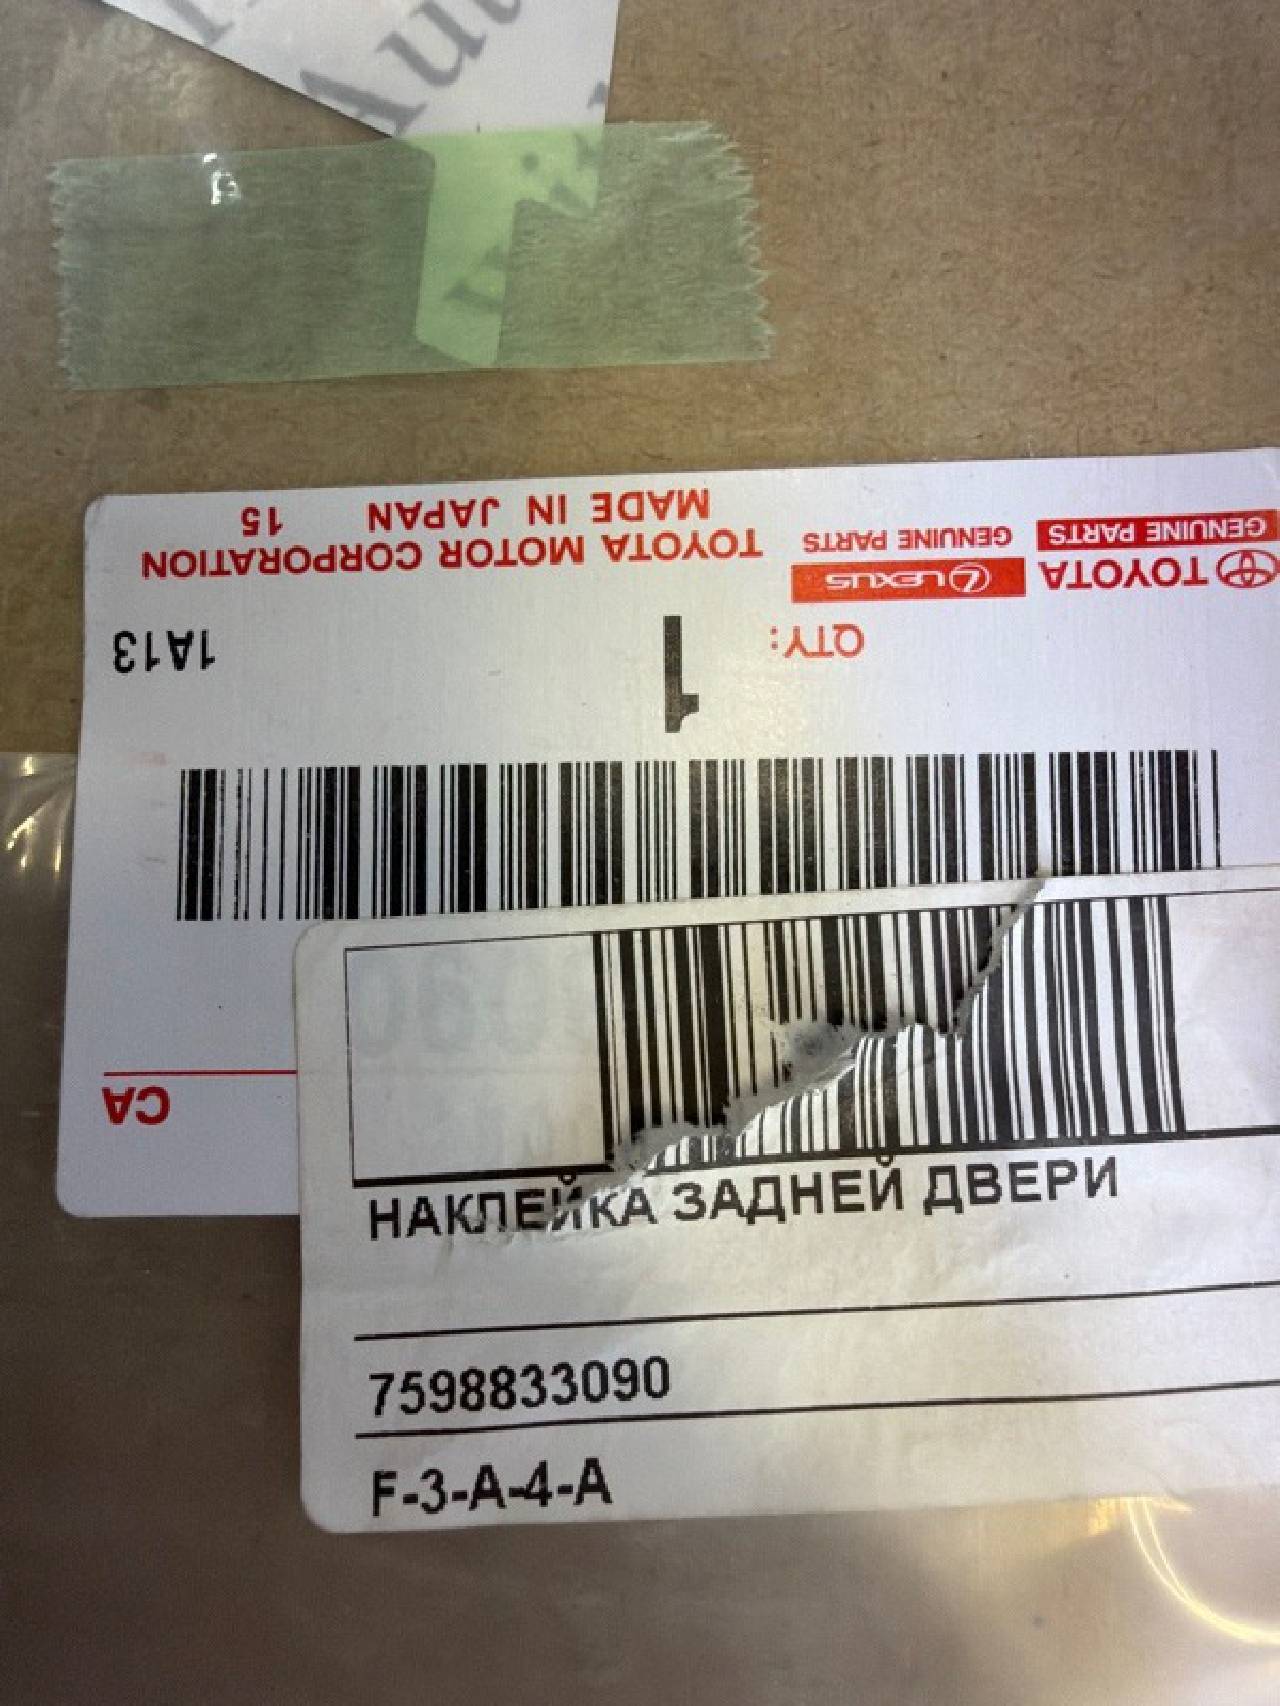 Aut
TOYOTA
GENUINE PARTS
LEXUS
GENUINE PARTS
TOYOTA MOTOR CORPORATION
MADE IN JAPAN 15
QTY:
1
1A13
CA
НАКЛЕЙКА ЗАДНЕЙ ДВЕРИ
7598833090
F-3-A-4-A